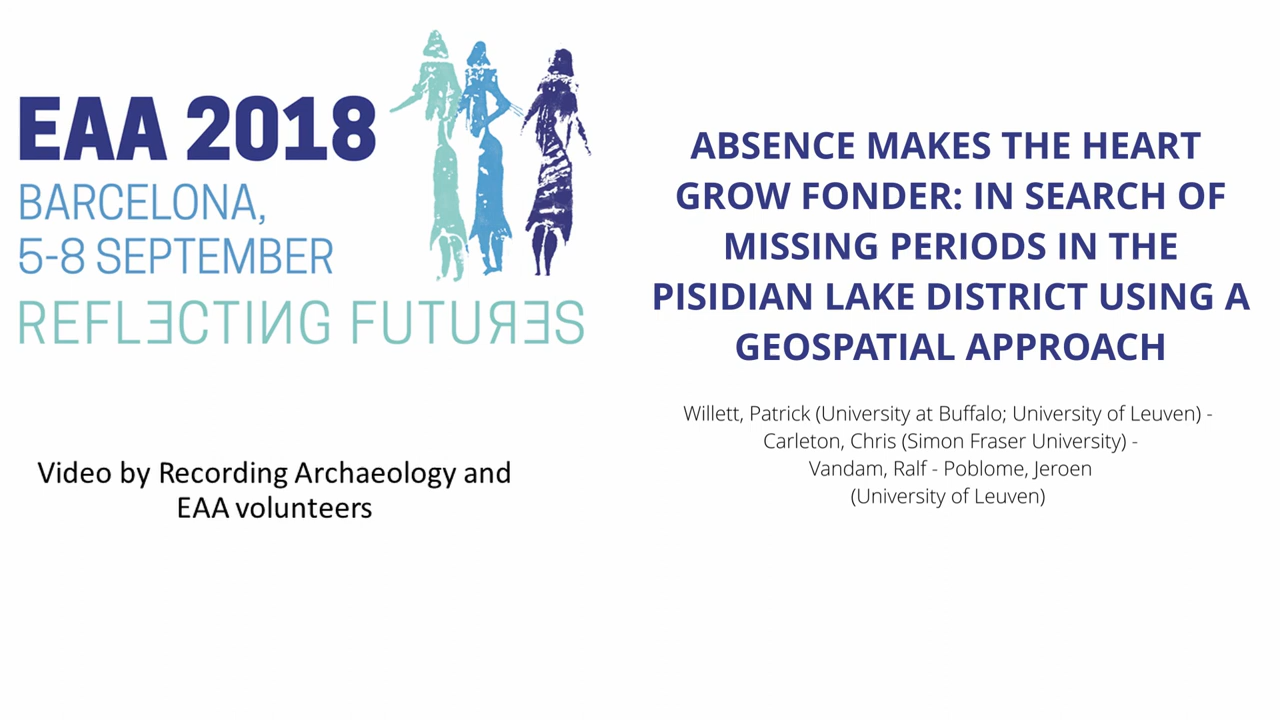 EAA 2018
BARCELONA,
5-8 SEPTEMBER
REFLECTING FUTURES
Video by Recording Archaeology and
EAA volunteers
ABSENCE MAKES THE HEART
GROW FONDER: IN SEARCH OF
MISSING PERIODS IN THE
PISIDIAN LAKE DISTRICT USING A
GEOSPATIAL APPROACH
Willett, Patrick (University at Buffalo; University of Leuven) -
Carleton, Chris (Simon Fraser University) -
Vandam, Ralf - Poblome, Jeroen
(University of Leuven)